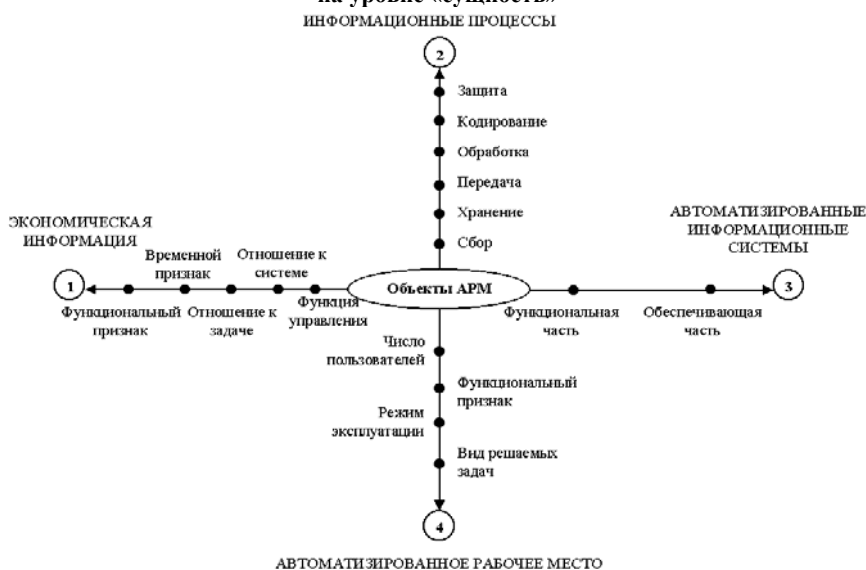 на уровне «сущность»
ИНФОРМАЦИОННЫЕ ПРОЦЕССЫ
2
Защита
Кодирование
Обработка
Передача
Хранение
Сбор
ЭКОНОМИЧЕСКАЯ
ИНФОРМАЦИЯ
Временной
признак
Отношение к
системе
1
Функциональный
признак
Отношение к
задаче
Функция
управления
Объекты АРМ
АВТОМАТИЗИРОВАННЫЕ
ИНФОРМАЦИОННЫЕ
СИСТЕМЫ
3
Функциональная
часть
Обеспечивающая
часть
Число
пользователей
Функциональный
признак
Режим
эксплуатации
Вид решаемых
задач
4
АВТОМАТИЗИРОВАННОЕ РАБОЧЕЕ МЕСТО